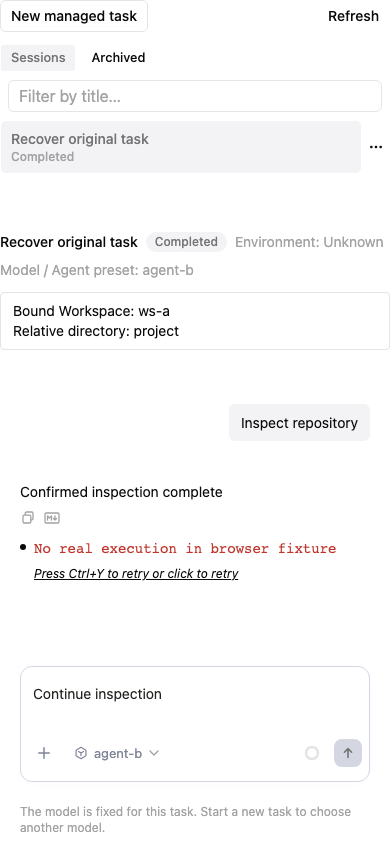 New managed task
Refresh
Sessions
Archived
Filter by title...
Recover original task
Completed
Recover original task
Completed
Environment: Unknown
Model / Agent preset: agent-b
Bound Workspace: ws-a
Relative directory: project
Inspect repository
Confirmed inspection complete
No real execution in browser fixture
Press Ctrl+Y to retry or click to retry
Continue inspection
agent-b
The model is fixed for this task. Start a new task to choose
another model.